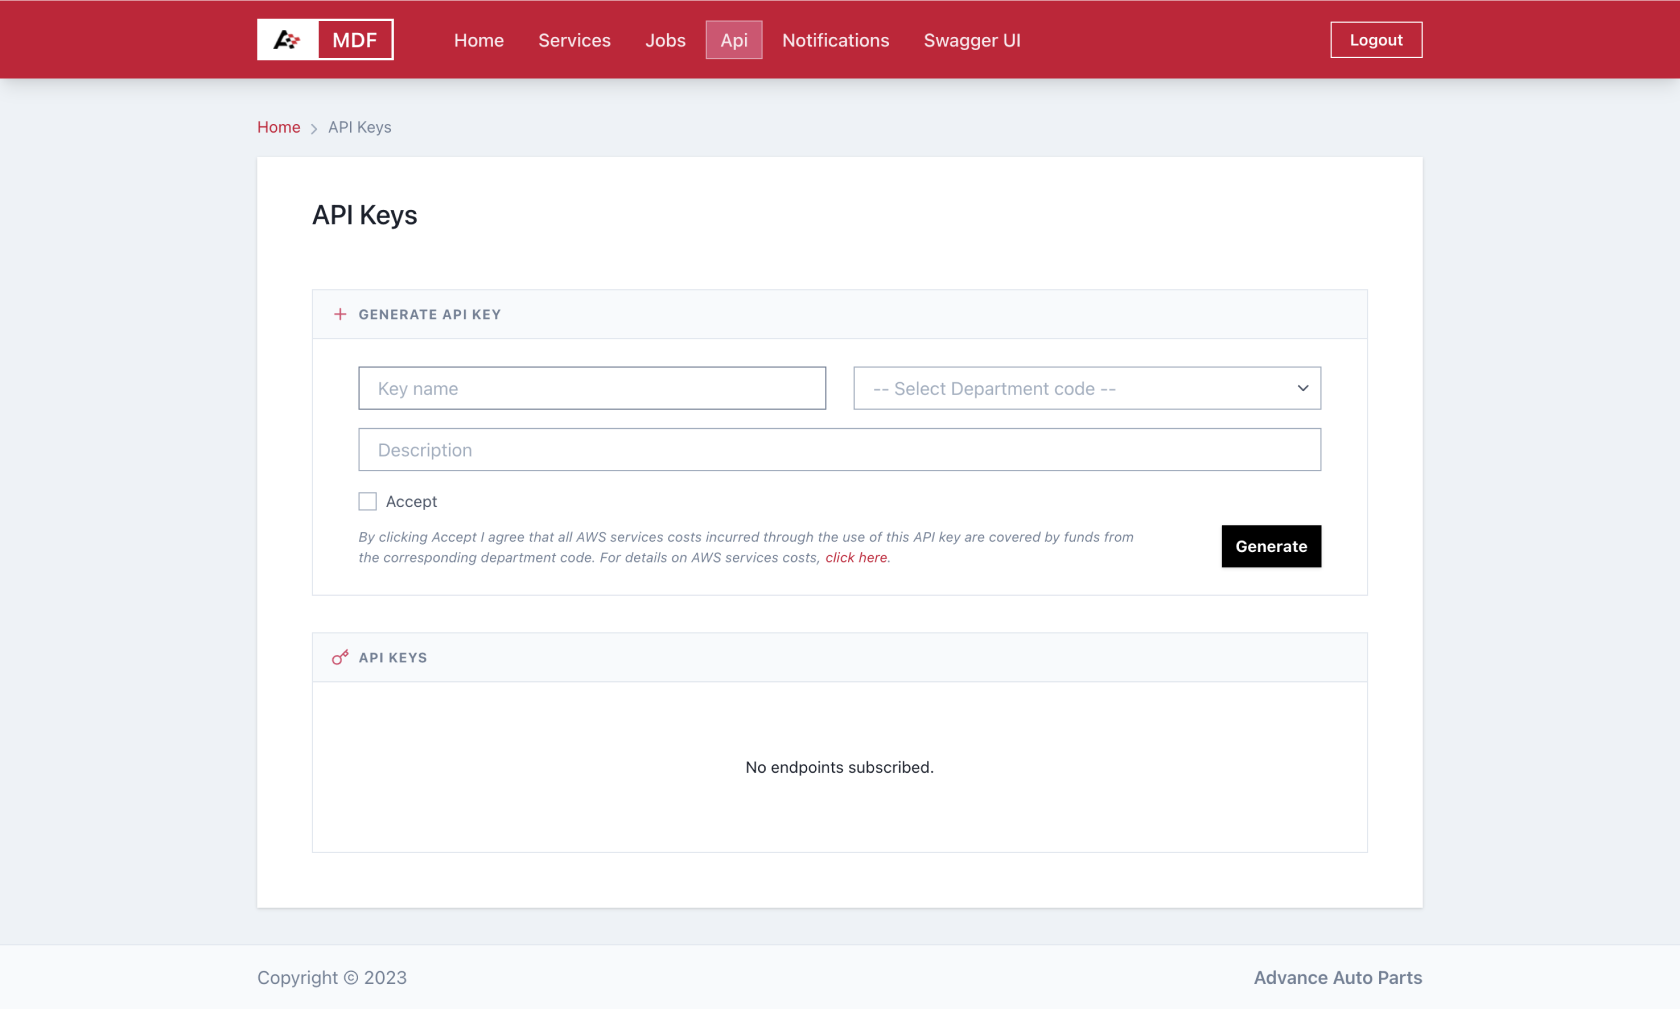 MDF
Home
Services
Jobs
Api
Notifications
Swagger UI
Logout
Home
API Keys
API Keys
GENERATE API KEY
Key name
-- Select Department code --
Description
Accept
By clicking Accept I agree that all AWS services costs incurred through the use of this API key are covered by funds from
the corresponding department code. For details on AWS services costs, click here.
Generate
API KEYS
No endpoints subscribed.
Copyright © 2023
Advance Auto Parts